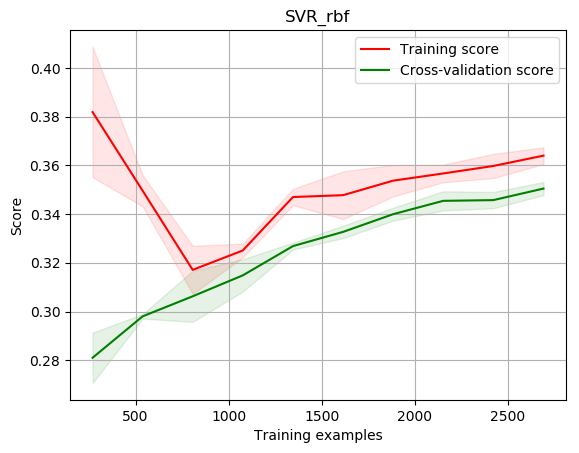 SVR_rbf
Training score
Cross-validation score
Score
0.40
0.38
0.36
0.34
0.32
0.30
0.28
500 1000 1500 2000 2500
Training examples